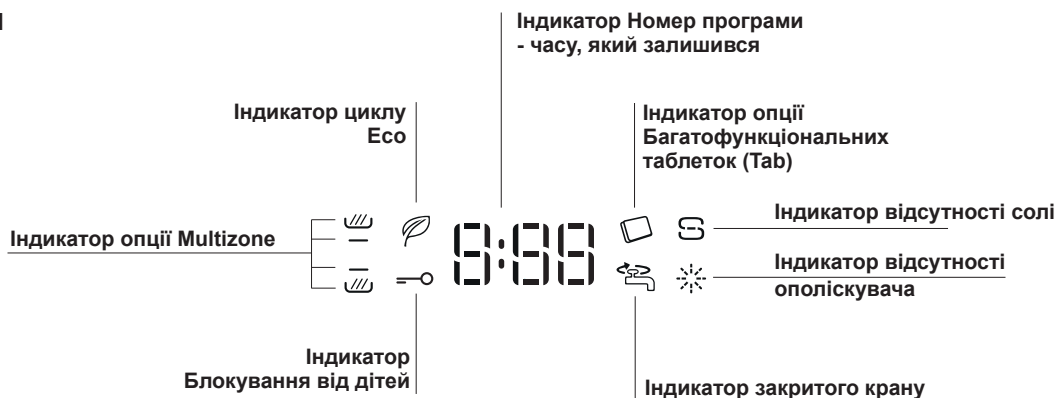 Індикатор Номер програми
- часу, який залишився
Індикатор циклу
Eco
Індикатор опції
Багатофункціональних
таблеток (Tab)
Індикатор опції Multizone
8:88
Індикатор відсутності солі
Індикатор відсутності
ополіскувача
Індикатор
Блокування від дітей
Індикатор закритого крану